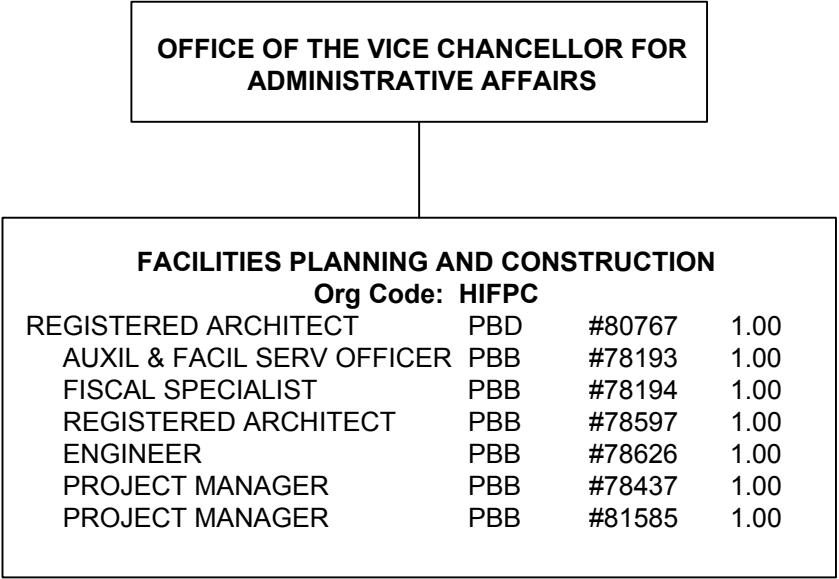 OFFICE OF THE VICE CHANCELLOR FOR
ADMINISTRATIVE AFFAIRS
FACILITIES PLANNING AND CONSTRUCTION
Org Code: HIFPC
REGISTERED ARCHITECT PBD #80767 1.00
AUXIL & FACIL SERV OFFICER PBB #78193 1.00
FISCAL SPECIALIST PBB #78194 1.00
REGISTERED ARCHITECT PBB #78597 1.00
ENGINEER PBB #78626 1.00
PROJECT MANAGER PBB #78437 1.00
PROJECT MANAGER PBB #81585 1.00